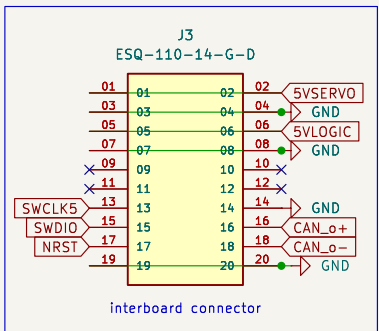 J3
ESQ-110-14-G-D
01 01 02 02 5VSERVO
03 03 04 04 GND
05 05 06 06 5VLOGIC
07 07 08 08 GND
09 09 10 10
11 11 12 12
SWCLK5 13 13 14 14 GND
SWDIO 15 15 16 16 CAN_o+
NRST 17 17 18 18 CAN_o-
19 19 20 20 GND
interboard connector